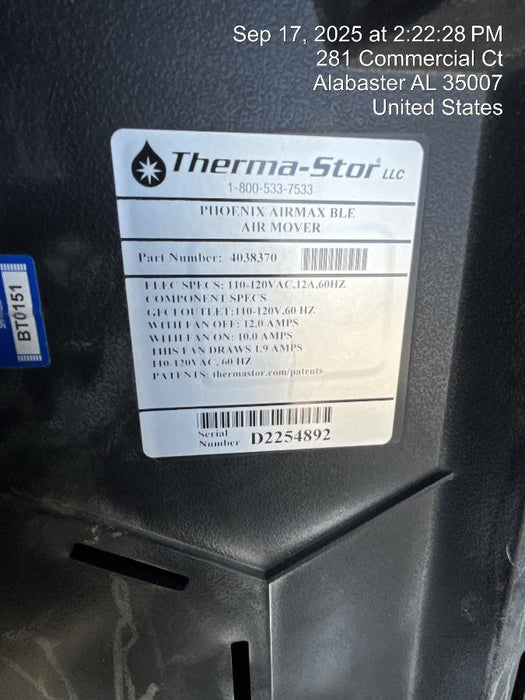 Sep 17, 2025 at 2:22:28 PM
281 Commercial Ct
Alabaster AL 35007
United States
Therma-Stor LLC
1-800-533-7533
PHOENIX AIRMAX BLE
AIR MOVER
Part Number: 4038370
ELEC SPECS: 110-120VAC,12A,60HZ
COMPONENT SPECS
GFCI OUTLET:110-120V,60 HZ
WITH FAN OFF: 12.0 AMPS
WITH FAN ON: 10.0 AMPS
THIS FAN DRAWS 1.9 AMPS
110-120VAC, 60 HZ
PATENTS: thermastor.com/patents
Serial
Number D2254892
BT0151